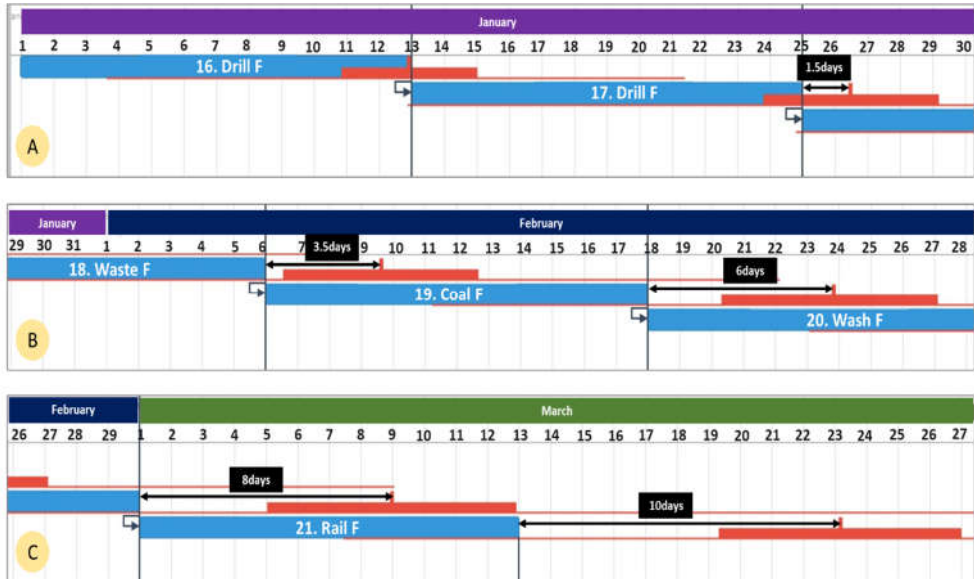 January
1 2 3 4 5 6 7 8 9 10 11 12 13 14 15 16 17 18 19 20 21 22 23 24 25 26 27 28 29 30
16. Drill F
1.5days
17. Drill F
A
January February
29 30 31 1 2 3 4 5 6 7 8 9 10 11 12 13 14 15 16 17 18 19 20 21 22 23 24 25 26 27 28
3.5days
18. Waste F
6days
19. Coal F
20. Wash F
B
February March
26 27 28 29 1 2 3 4 5 6 7 8 9 10 11 12 13 14 15 16 17 18 19 20 21 22 23 24 25 26 27
8days
10days
21. Rail F
C